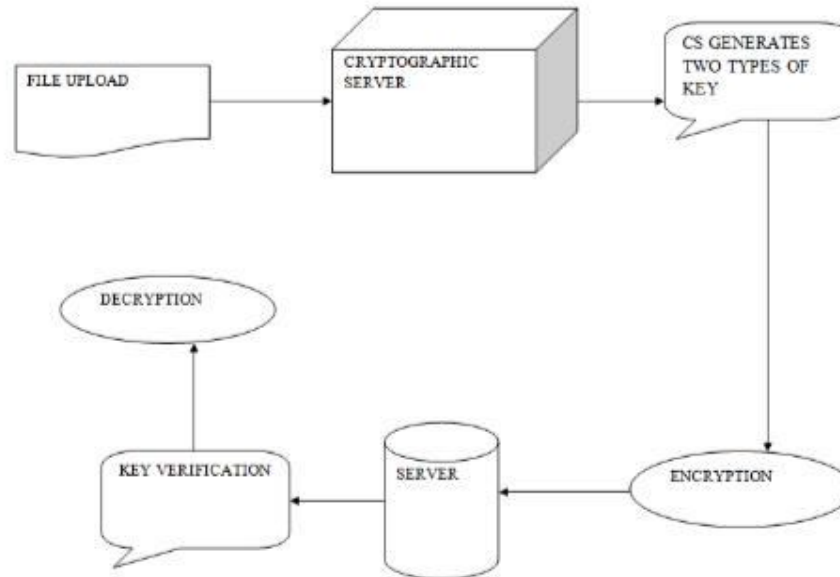 FILE UPLOAD
CRYPTOGRAPHIC
SERVER
CS GENERATES
TWO TYPES OF
KEY
DECRYPTION
KEY VERIFICATION
SERVER
ENCRYPTION